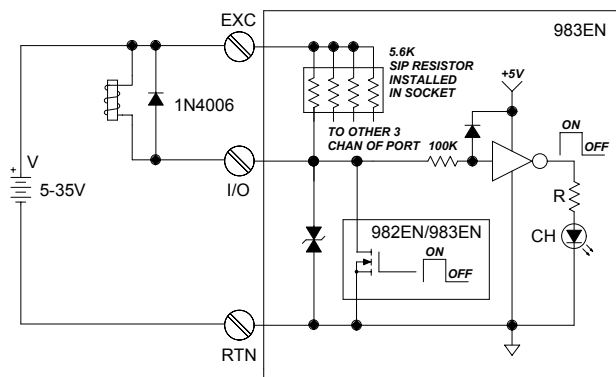 EXC
983EN
5.6K
SIP RESISTOR
INSTALLED
IN SOCKET
+5V
1N4006
TO OTHER 3
CHAN OF PORT
100K
ON
OFF
+
V
5-35V
I/O
R
982EN/983EN
ON
OFF
CH
RTN